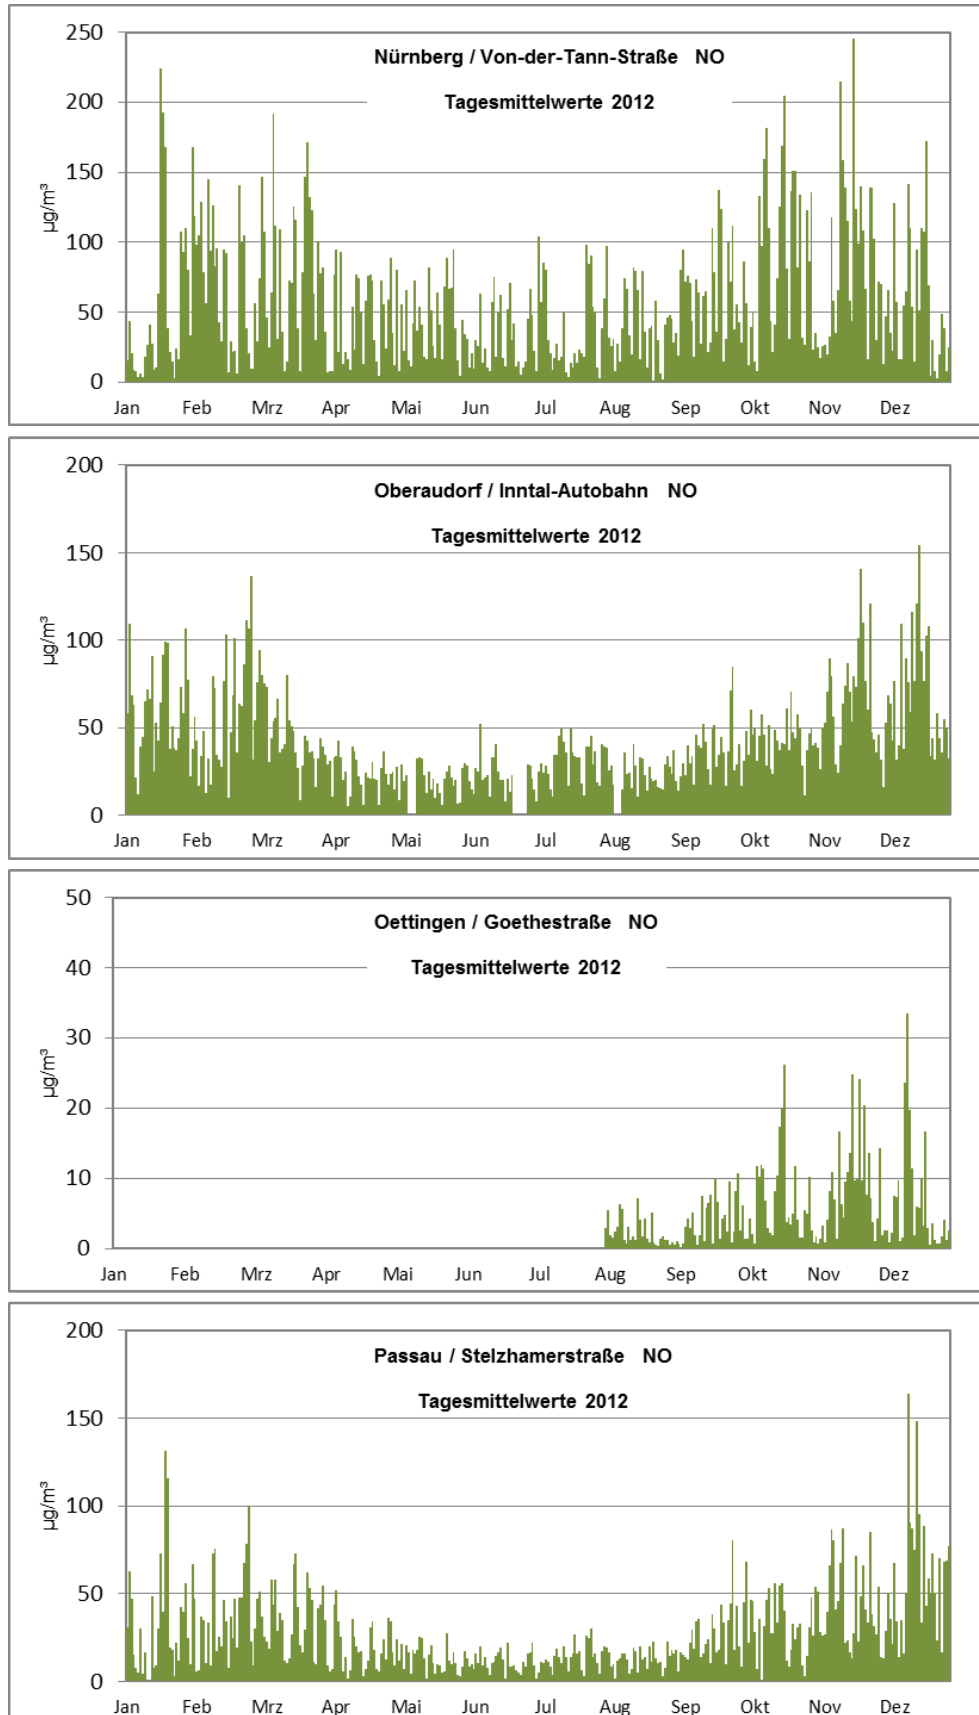 250
200
150
100
50
0
µg/m³
Nürnberg / Von-der-Tann-Straße NO
Tagesmittelwerte 2012
Jan Feb Mrz Apr Mai Jun Jul Aug Sep Okt Nov Dez
200
150
100
50
0
µg/m³
Oberaudorf / Inntal-Autobahn NO
Tagesmittelwerte 2012
Jan Feb Mrz Apr Mai Jun Jul Aug Sep Okt Nov Dez
50
40
30
20
10
0
µg/m³
Oettingen / Goethestraße NO
Tagesmittelwerte 2012
Jan Feb Mrz Apr Mai Jun Jul Aug Sep Okt Nov Dez
200
150
100
50
0
µg/m³
Passau / Stelzhamerstraße NO
Tagesmittelwerte 2012
Jan Feb Mrz Apr Mai Jun Jul Aug Sep Okt Nov Dez